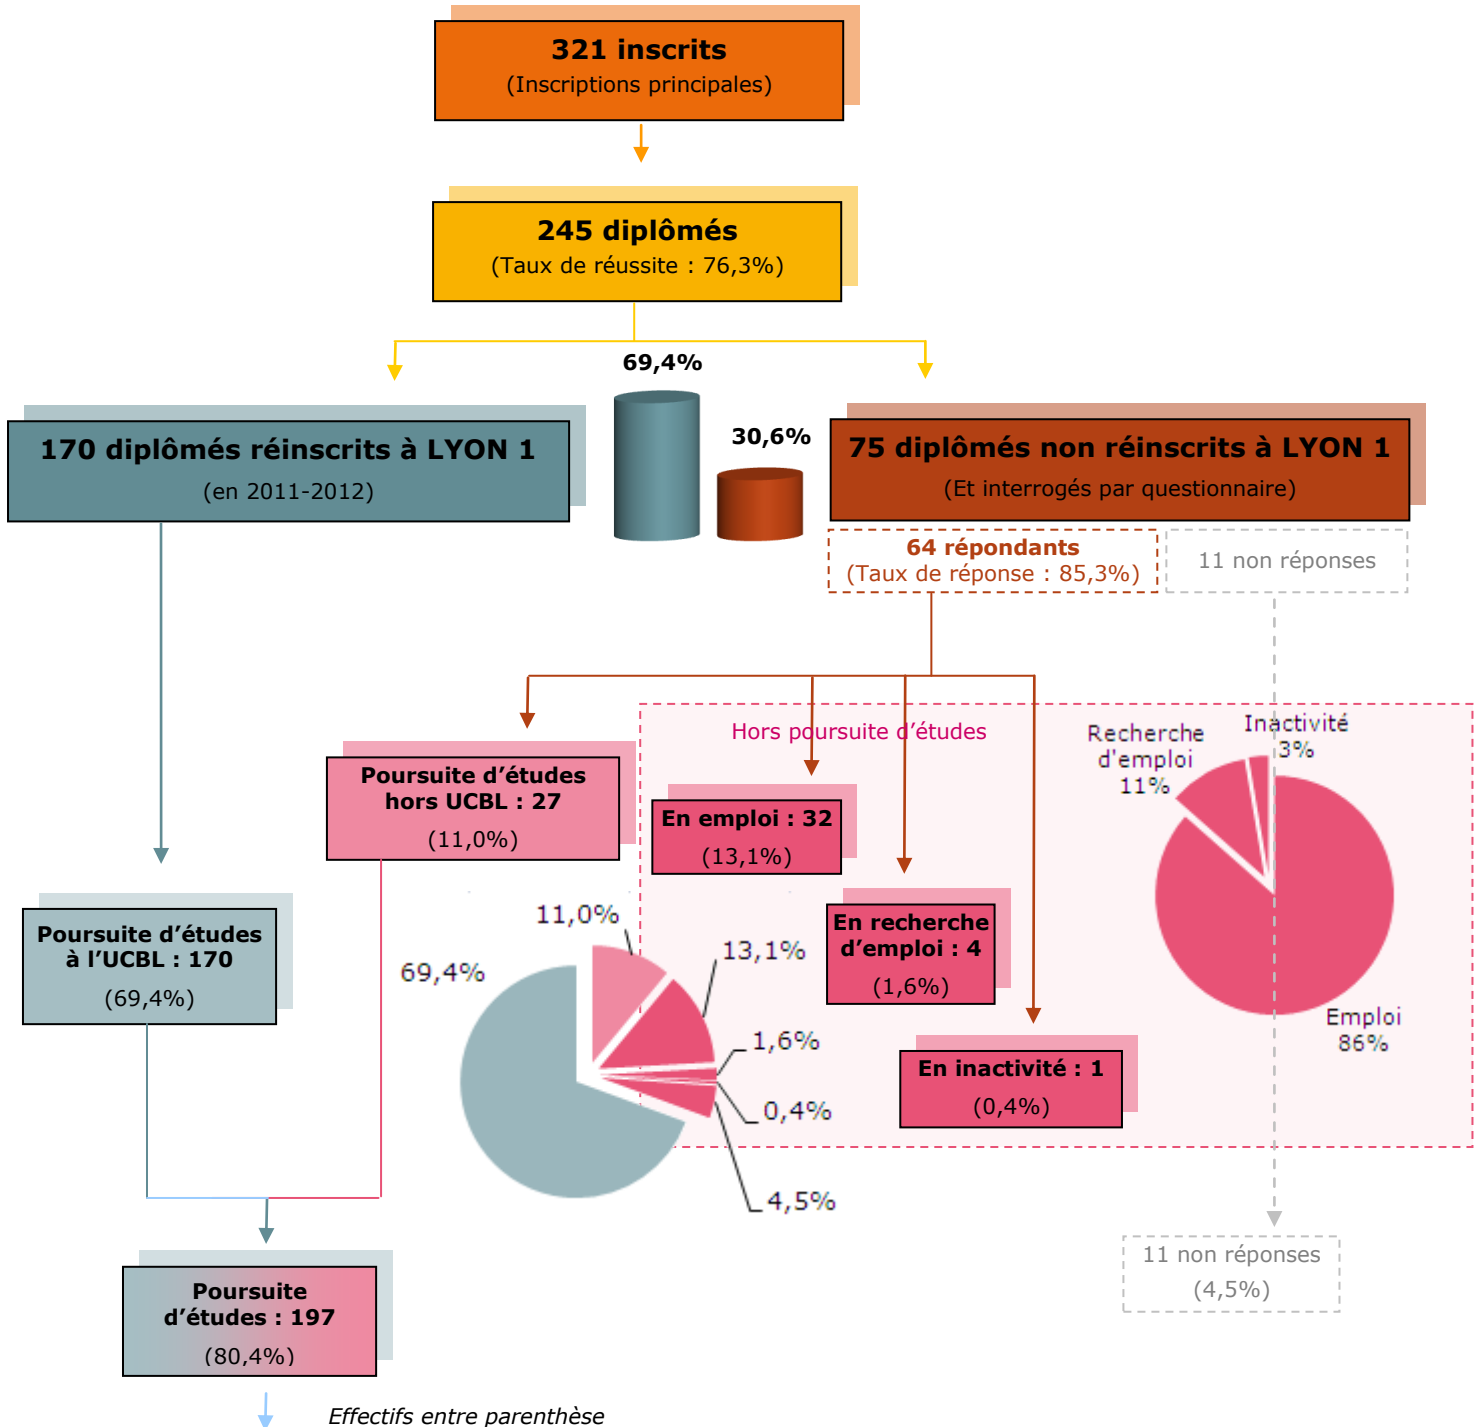 321 inscrits
(Inscriptions principales)
245 diplômés
(Taux de réussite : 76,3%)
69,4%
30,6%
170 diplômés réinscrits à LYON 1
(en 2011-2012)
75 diplômés non réinscrits à LYON 1
(Et interrogés par questionnaire)
64 répondants
(Taux de réponse : 85,3%)
11 non réponses
Hors poursuite d’études
Poursuite d’études
hors UCBL : 27
(11,0%)
En emploi : 32
(13,1%)
En recherche
d’emploi : 4
(1,6%)
En inactivité : 1
(0,4%)
Recherche
d'emploi
11%
Inactivité
3%
Emploi
86%
Poursuite d’études
à l’UCBL : 170
(69,4%)
11,0%
69,4%
13,1%
1,6%
0,4%
4,5%
11 non réponses
(4,5%)
Poursuite
d’études : 197
(80,4%)
Effectifs entre parenthèse